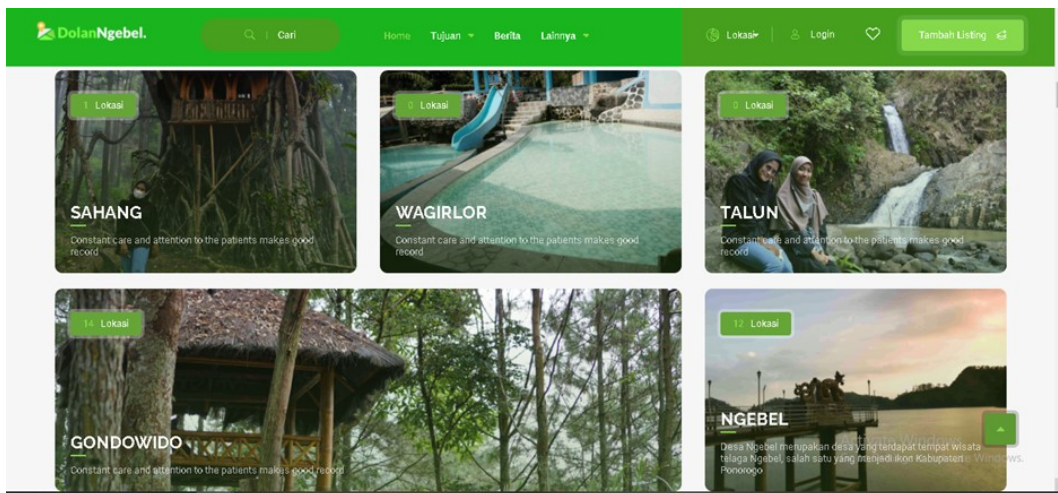 DolanNgebel.
Cari
Home Tujuan Berita Lainnya
Lokasi Login Tambah Listing
1 Lokasi
SAHANG
Constant care and attention to the patients makes good
record
0 Lokasi
WAGIRLOR
Constant care and attention to the patients makes good
record
0 Lokasi
TALUN
Constant care and attention to the patients makes good
record
14 Lokasi
GONDOWIDO
Constant care and attention to the patients makes good record
12 Lokasi
NGEBEL
Desa Ngebel merupakan desa yang terdapat tempat wisata
telaga Ngebel, salah satu yang menjadi ikon Kabupaten
Ponorogo
Windows.